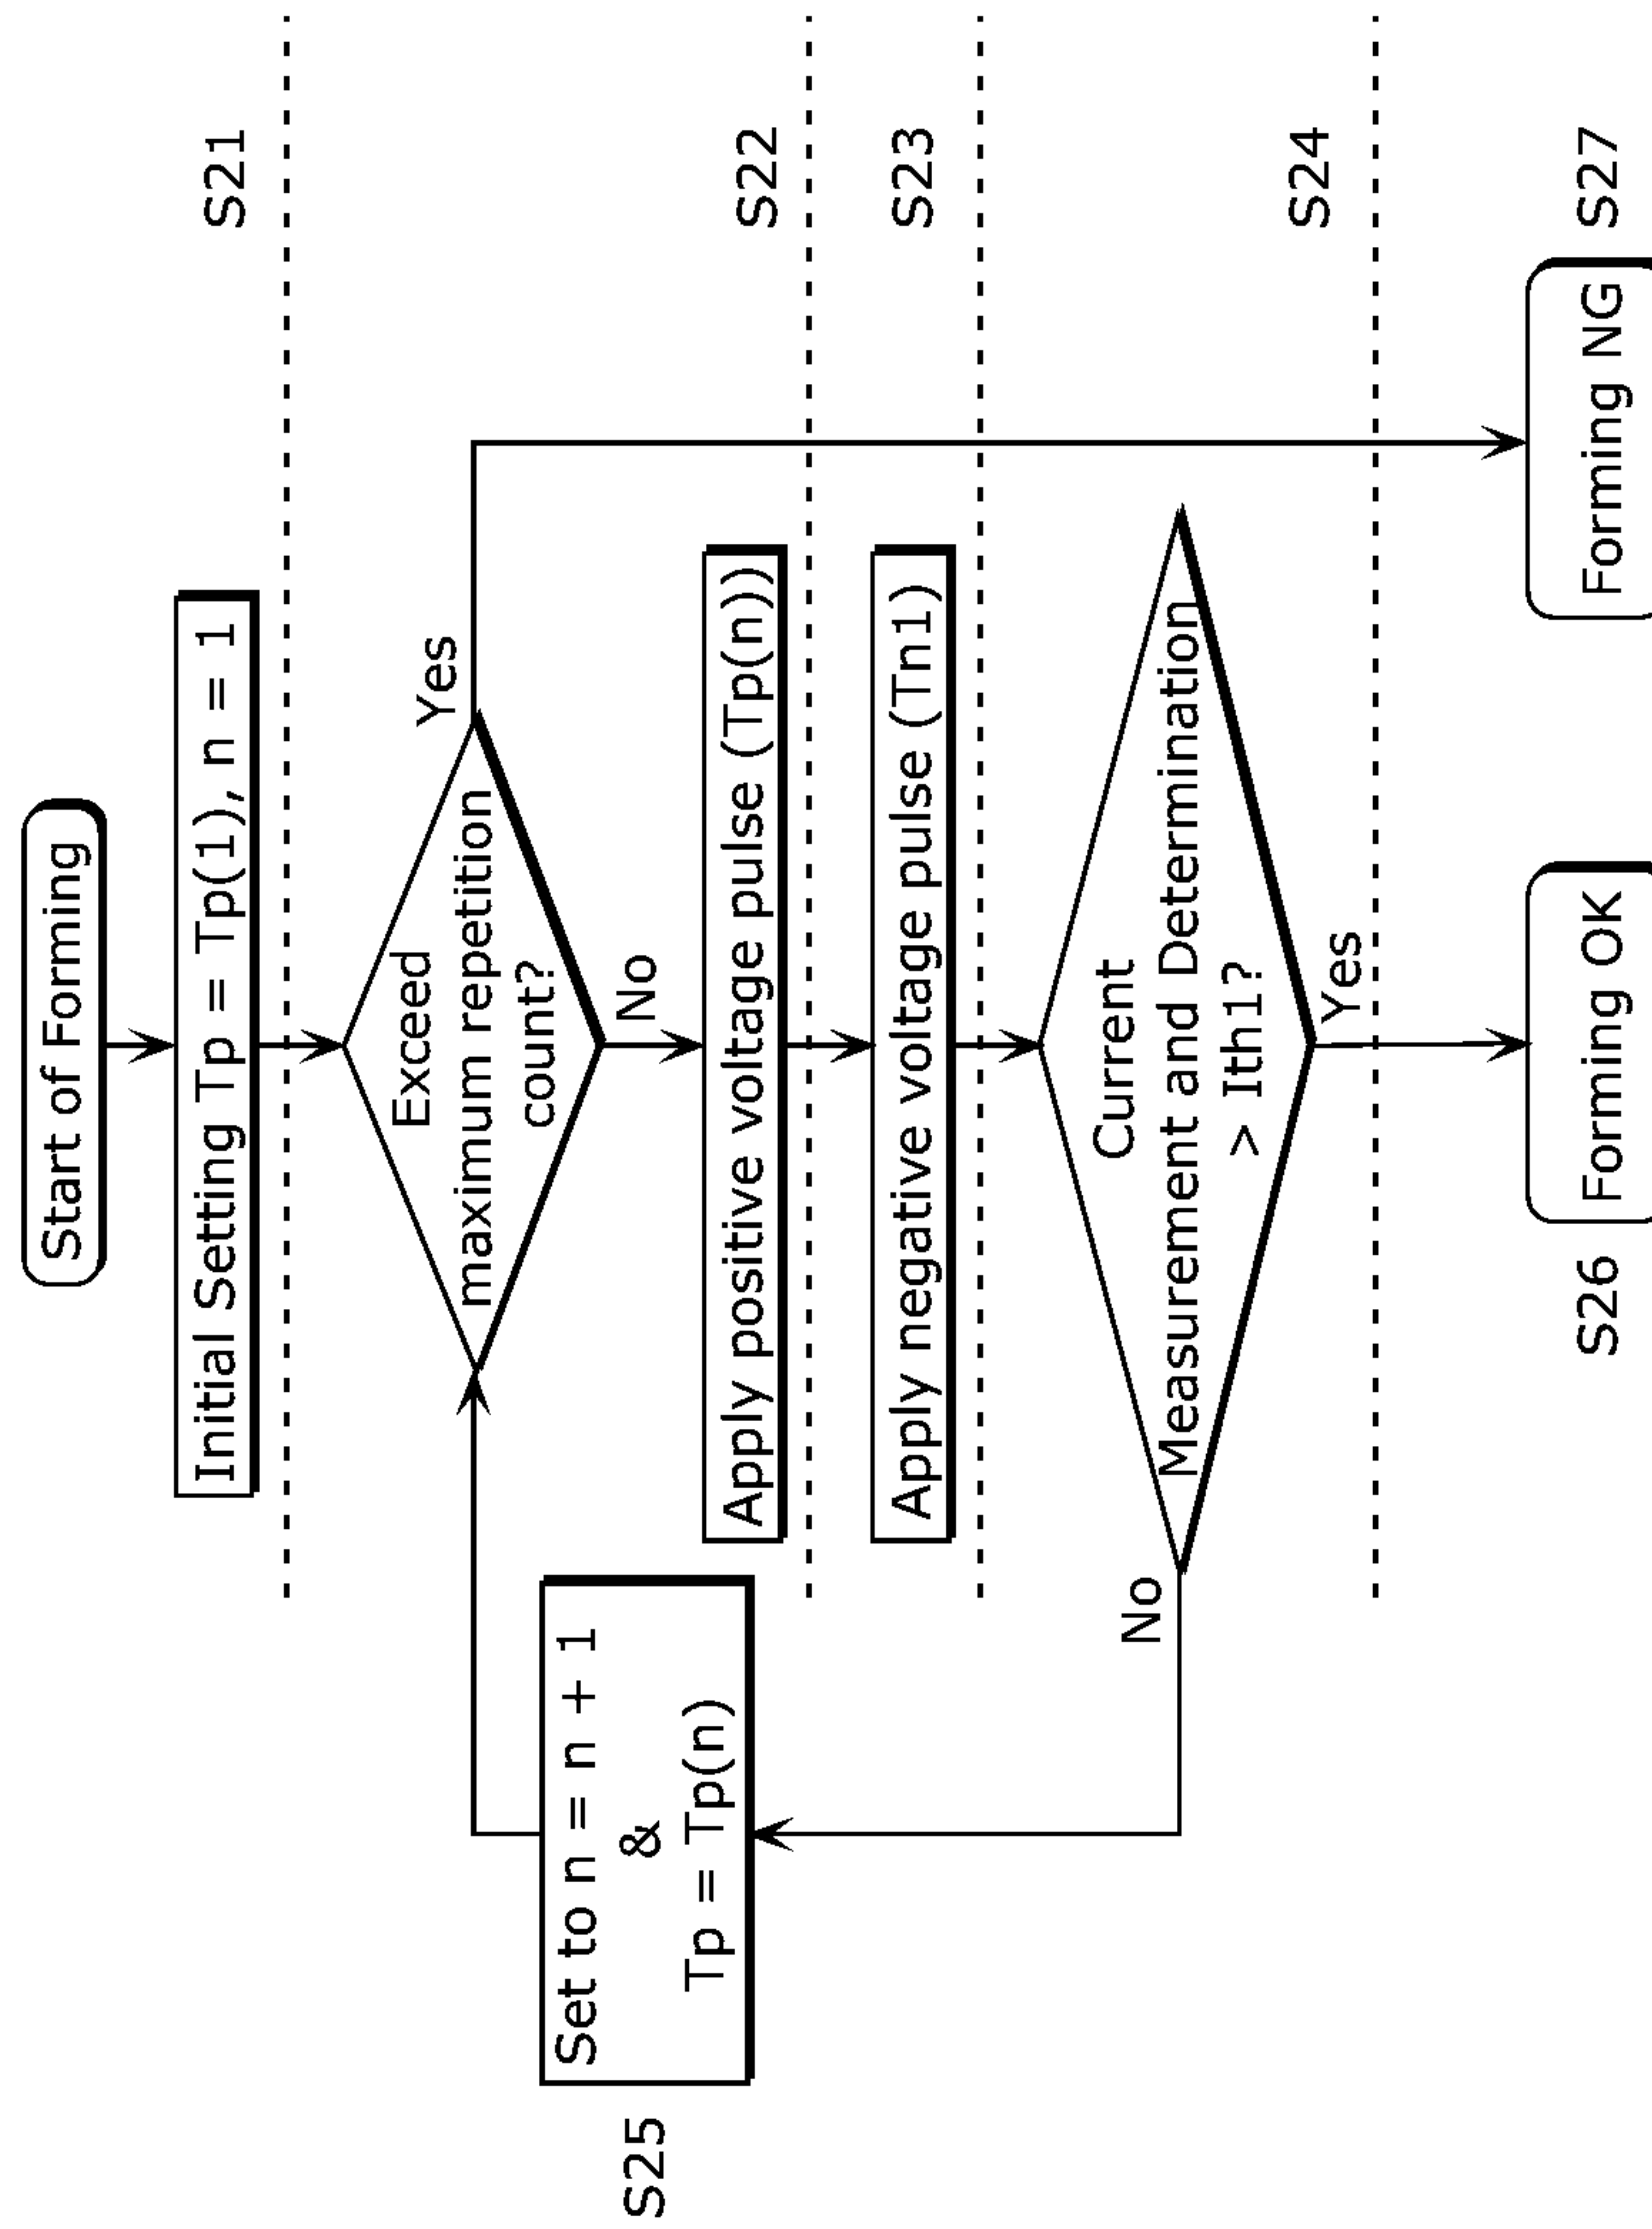 Start of Forming
Initial Setting Tp = Tp(1), n = 1
S21
Exceed
maximum repetition
count?
Yes
No
Set to n = n + 1
&
Tp = Tp(n)
S25
Apply positive voltage pulse (Tp(n))
S22
Apply negative voltage pulse (Tn1)
S23
Current
Measurement and Determination
> Ith1?
No
Yes
S24
S26
Forming OK
Forming NG
S27